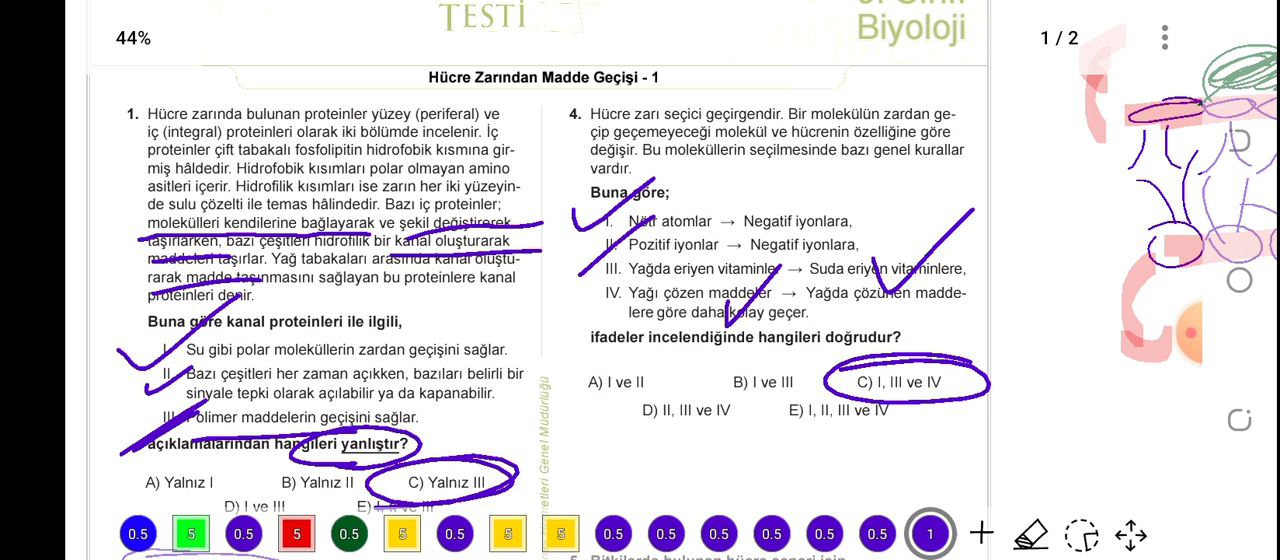 TESTİ
Biyoloji
44%
1 / 2
Hücre Zarından Madde Geçişi - 1
1. Hücre zarında bulunan proteinler yüzey (periferal) ve
iç (integral) proteinleri olarak iki bölümde incelenir. İç
proteinler çift tabakalı fosfolipitin hidrofobik kısmına gir-
miş hâldedir. Hidrofobik kısımları polar olmayan amino
asitleri içerir. Hidrofilik kısımları ise zarın her iki yüzeyin-
de sulu çözelti ile temas hâlindedir. Bazı iç proteinler;
molekülleri kendilerine bağlayarak ve şekil değiştirerek
taşırlarken, bazı çeşitleri hidrofilik bir kanal oluşturarak
maddeleri taşırlar. Yağ tabakaları arasında kanal oluştu-
rarak madde taşınmasını sağlayan bu proteinlere kanal
proteinleri denir.
Buna göre kanal proteinleri ile ilgili,
I. Su gibi polar moleküllerin zardan geçişini sağlar.
II. Bazı çeşitleri her zaman açıkken, bazıları belirli bir
sinyale tepki olarak açılabilir ya da kapanabilir.
III. Polimer maddelerin geçişini sağlar.
açıklamalarından hangileri yanlıştır?
A) Yalnız I B) Yalnız II C) Yalnız III
D) I ve III E) I, II ve III
4. Hücre zarı seçici geçirgendir. Bir molekülün zardan ge-
çip geçemeyeceği molekül ve hücrenin özelliğine göre
değişir. Bu moleküllerin seçilmesinde bazı genel kurallar
vardır.
Buna göre;
I. Nötr atomlar → Negatif iyonlara,
II. Pozitif iyonlar → Negatif iyonlara,
III. Yağda eriyen vitaminler → Suda eriyen vitaminlere,
IV. Yağı çözen maddeler → Yağda çözünen madde-
lere göre daha kolay geçer.
ifadeler incelendiğinde hangileri doğrudur?
A) I ve II B) I ve III C) I, III ve IV
D) II, III ve IV E) I, II, III ve IV
metleri Genel Müdürlüğü
0.5 5 0.5 5 0.5 5 0.5 5 5 0.5 0.5 0.5 0.5 0.5 0.5 1